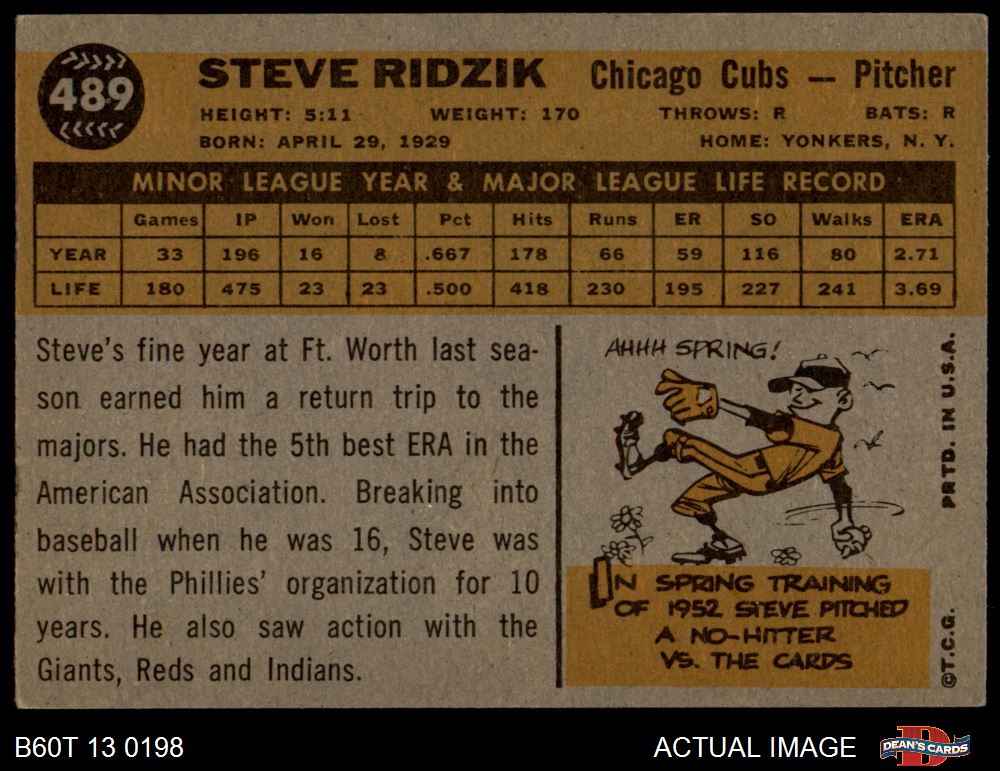 489
STEVE RIDZIK Chicago Cubs — Pitcher
HEIGHT: 5:11 WEIGHT: 170 THROWS: R BATS: R
BORN: APRIL 29, 1929 HOME: YONKERS, N. Y.
MINOR LEAGUE YEAR & MAJOR LEAGUE LIFE RECORD
Games IP Won Lost Pct Hits Runs ER SO Walks ERA
YEAR 33 196 16 8 .667 178 66 59 116 80 2.71
LIFE 180 475 23 23 .500 418 230 195 227 241 3.69
Steve's fine year at Ft. Worth last sea-
son earned him a return trip to the
majors. He had the 5th best ERA in the
American Association. Breaking into
baseball when he was 16, Steve was
with the Phillies' organization for 10
years. He also saw action with the
Giants, Reds and Indians.
AHHH SPRING!
IN SPRING TRAINING
OF 1952 STEVE PITCHED
A NO-HITTER
VS. THE CARDS
PRTD. IN U.S.A.
©T.C.G.
B60T 13 0198 ACTUAL IMAGE DEAN'S CARDS